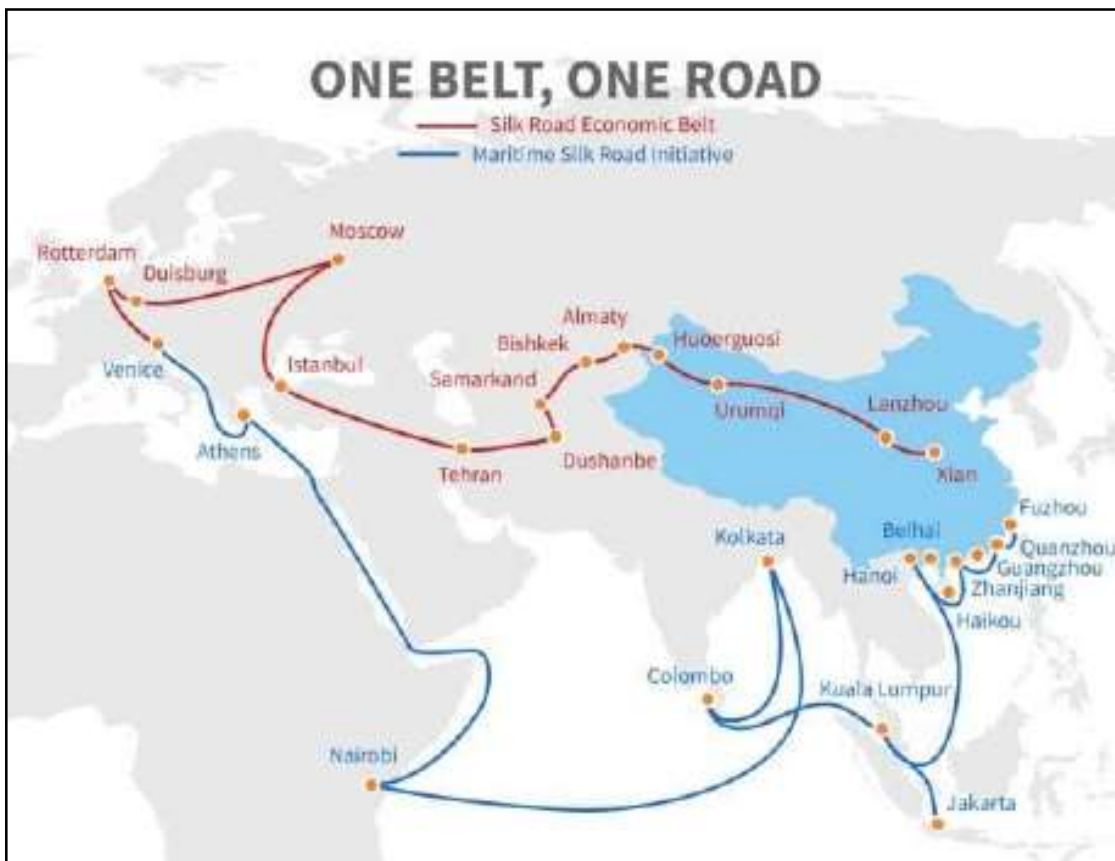 ONE BELT, ONE ROAD
Silk Road Economic Belt
Maritime Silk Road Initiative
Moscow
Rotterdam
Duisburg
Almaty
Huoerguosi
Bishkek
Venice
Istanbul
Samarkand
Urumqi
Lanzhou
Athens
Tehran
Dushanbe
Xian
Fuzhou
Kolkata
Beihai
Quanzhou
Hanoi
Guangzhou
Zhanjiang
Haikou
Colombo
Kuala Lumpur
Nairobi
Jakarta